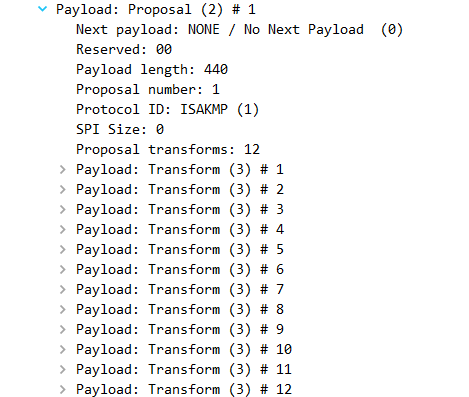 Payload: Proposal (2) # 1
Next payload: NONE / No Next Payload  (0)
Reserved: 00
Payload length: 440
Proposal number: 1
Protocol ID: ISAKMP (1)
SPI Size: 0
Proposal transforms: 12
Payload: Transform (3) # 1
Payload: Transform (3) # 2
Payload: Transform (3) # 3
Payload: Transform (3) # 4
Payload: Transform (3) # 5
Payload: Transform (3) # 6
Payload: Transform (3) # 7
Payload: Transform (3) # 8
Payload: Transform (3) # 9
Payload: Transform (3) # 10
Payload: Transform (3) # 11
Payload: Transform (3) # 12